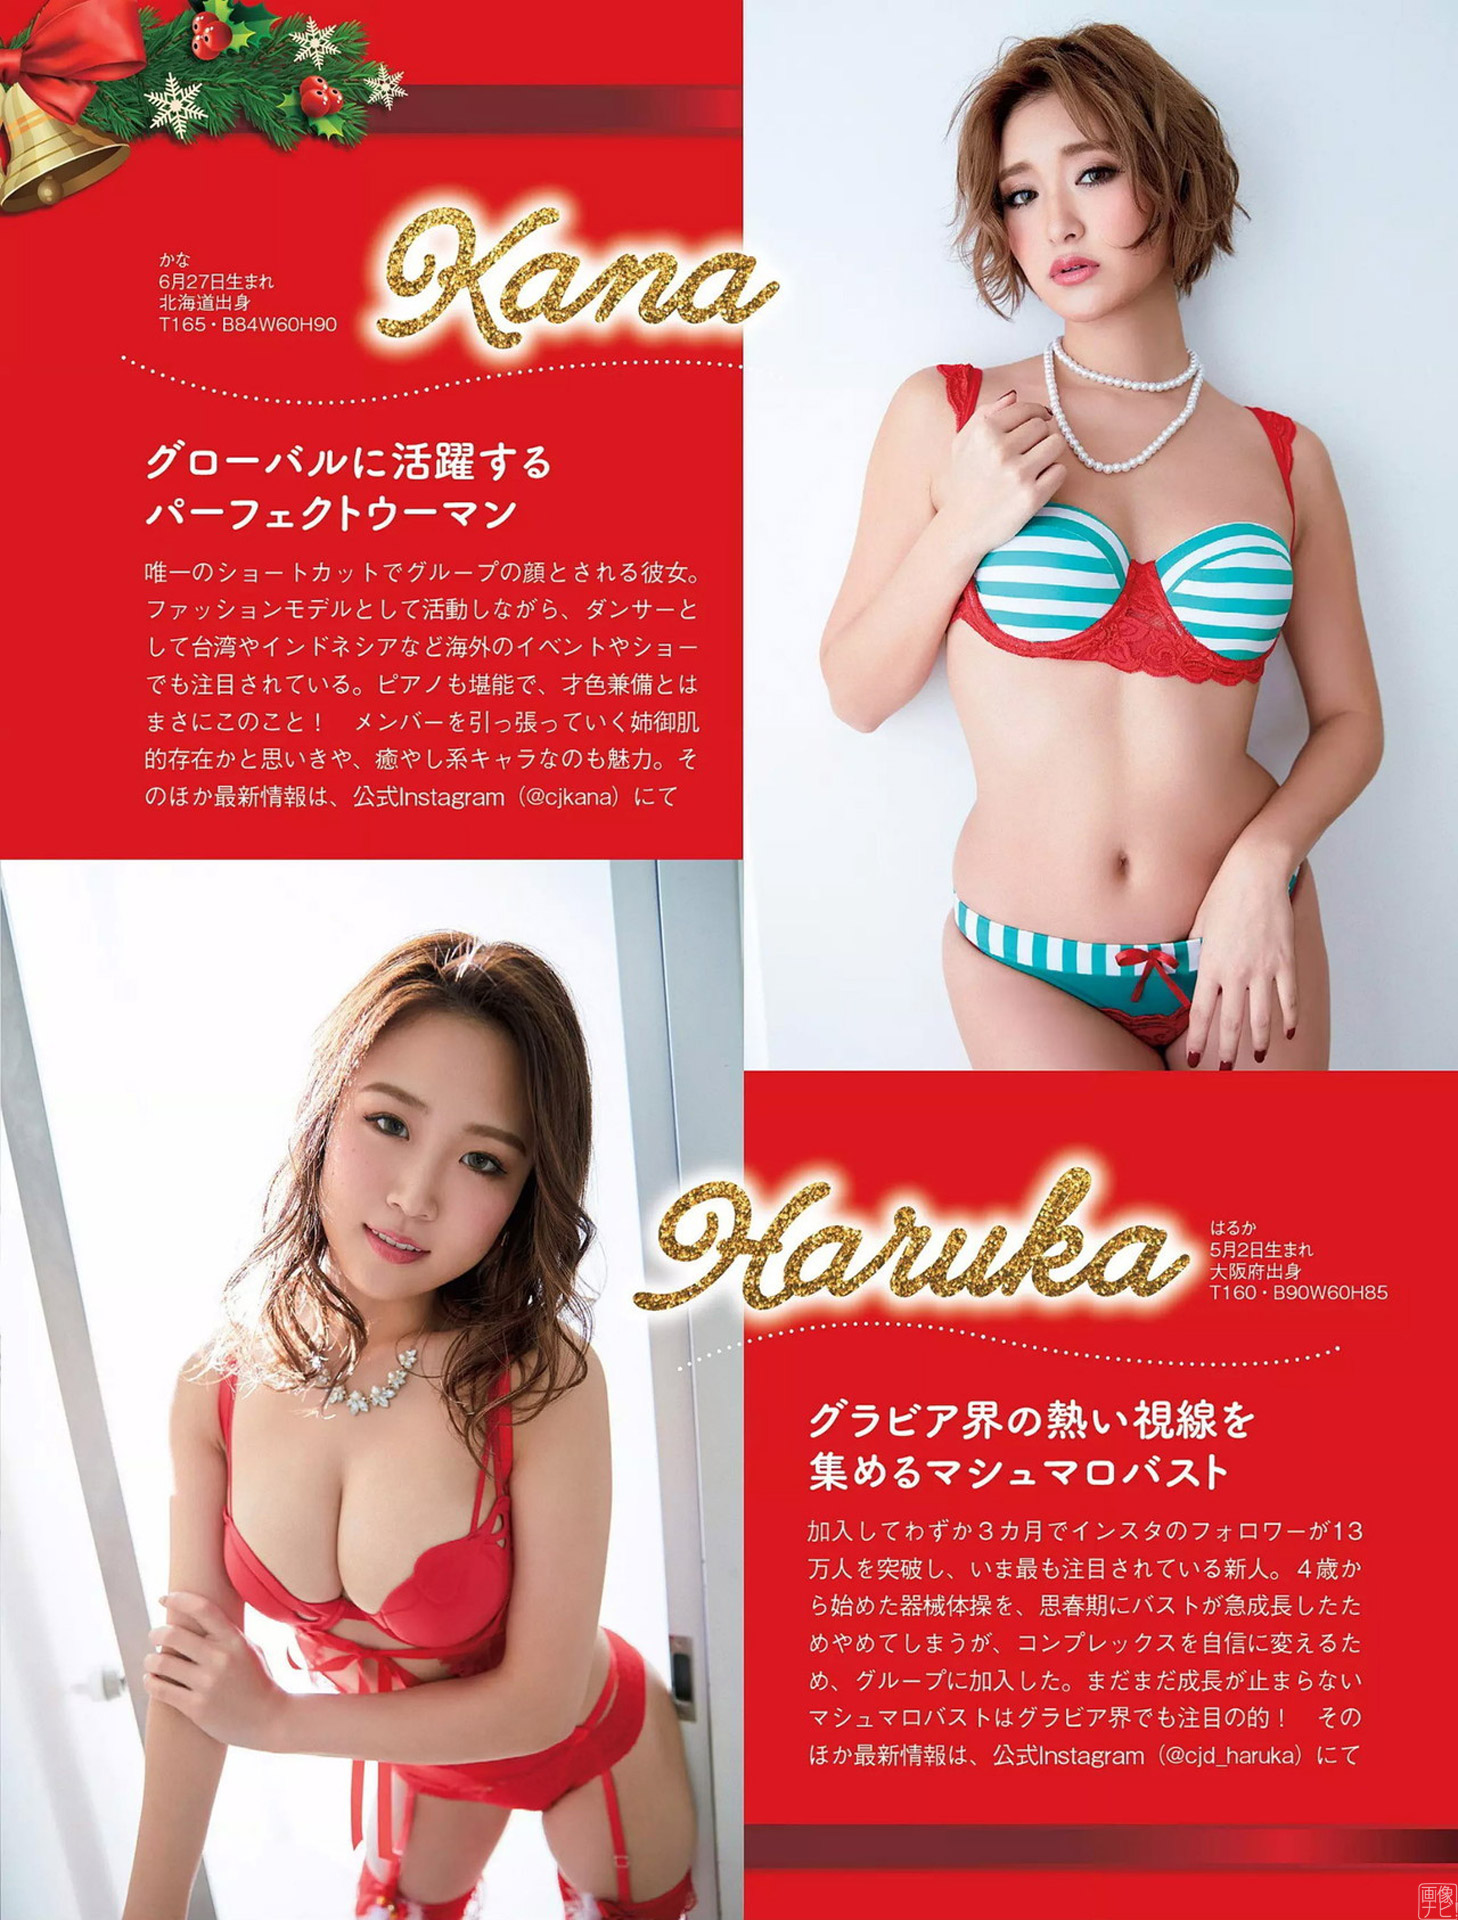 Kana
かな
6月27日生まれ
北海道出身
T165・B84W60H90
グローバルに活躍する
パーフェクトウーマン
唯一のショートカットでグループの顔とされる彼女。
ファッションモデルとして活動しながら、ダンサーと
して台湾やインドネシアなど海外のイベントやショー
でも注目されている。ピアノも堪能で、才色兼備とは
まさにこのこと！　メンバーを引っ張っていく姉御肌
的存在かと思いきや、癒やし系キャラなのも魅力。そ
のほか最新情報は、公式Instagram（@cjkana）にて
Haruka
はるか
5月2日生まれ
大阪府出身
T160・B90W60H85
グラビア界の熱い視線を
集めるマシュマロバスト
加入してわずか３カ月でインスタのフォロワーが13
万人を突破し、いま最も注目されている新人。４歳か
ら始めた器械体操を、思春期にバストが急成長したた
めやめてしまうが、コンプレックスを自信に変えるた
め、グループに加入した。まだまだ成長が止まらない
マシュマロバストはグラビア界でも注目の的！　その
ほか最新情報は、公式Instagram（@cjd_haruka）にて
画像
ナビ!